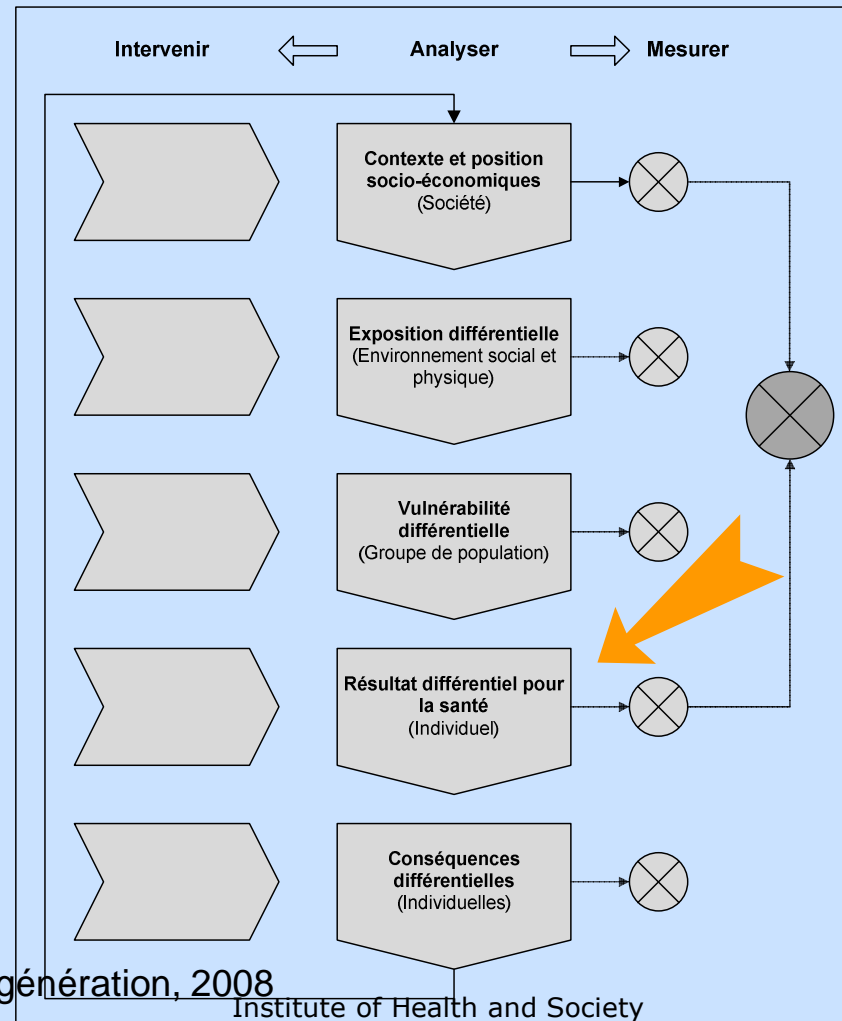 Intervenir Analyser Mesurer
Contexte et position
socio-économiques
(Société)
Exposition différentielle
(Environnement social et
physique)
Vulnérabilité
différentielle
(Groupe de population)
Résultat différentiel pour
la santé
(Individuel)
Conséquences
différentielles
(Individuelles)
génération, 2008
Institute of Health and Society